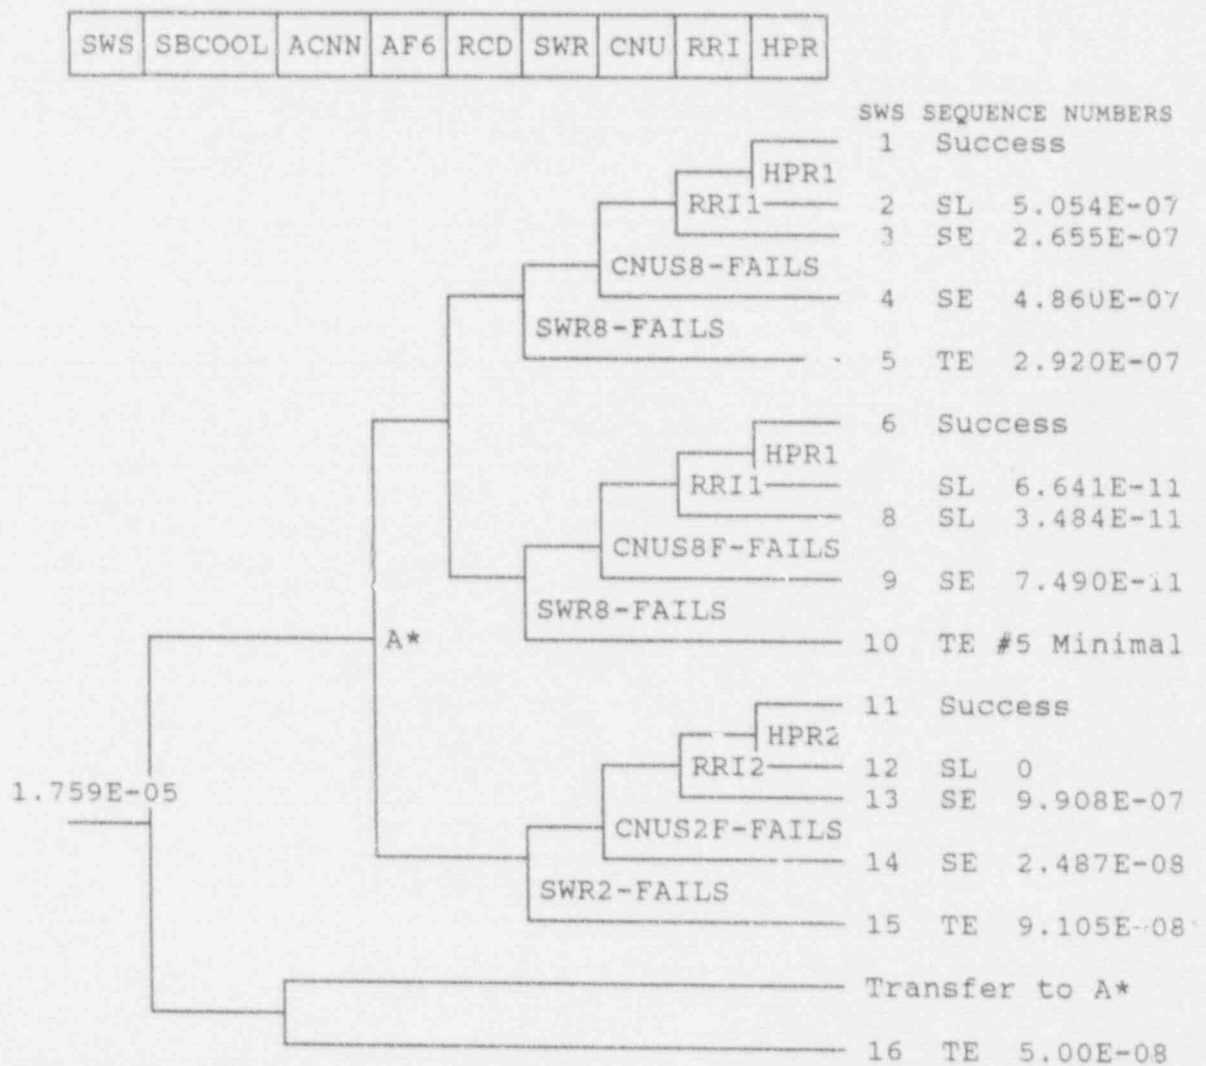 SWS SBCOOL ACNN AF6 RCD SWR CNU RRI HPR
SWS SEQUENCE NUMBERS
1 Success
HPR1
RRI1 2 SL 5.054E-07
3 SE 2.655E-07
CNUS8-FAILS
4 SE 4.860E-07
SWR8-FAILS
5 TE 2.920E-07
6 Success
HPR1
RRI1 SL 6.641E-11
8 SL 3.484E-11
CNUS8F-FAILS
9 SE 7.490E-11
SWR8-FAILS
A* 10 TE #5 Minimal
11 Success
HPR2
RRI2 12 SL 0
1.759E-05 13 SE 9.908E-07
CNUS2F-FAILS
14 SE 2.487E-08
SWR2-FAILS
15 TE 9.105E-08
Transfer to A*
16 TE 5.00E-08